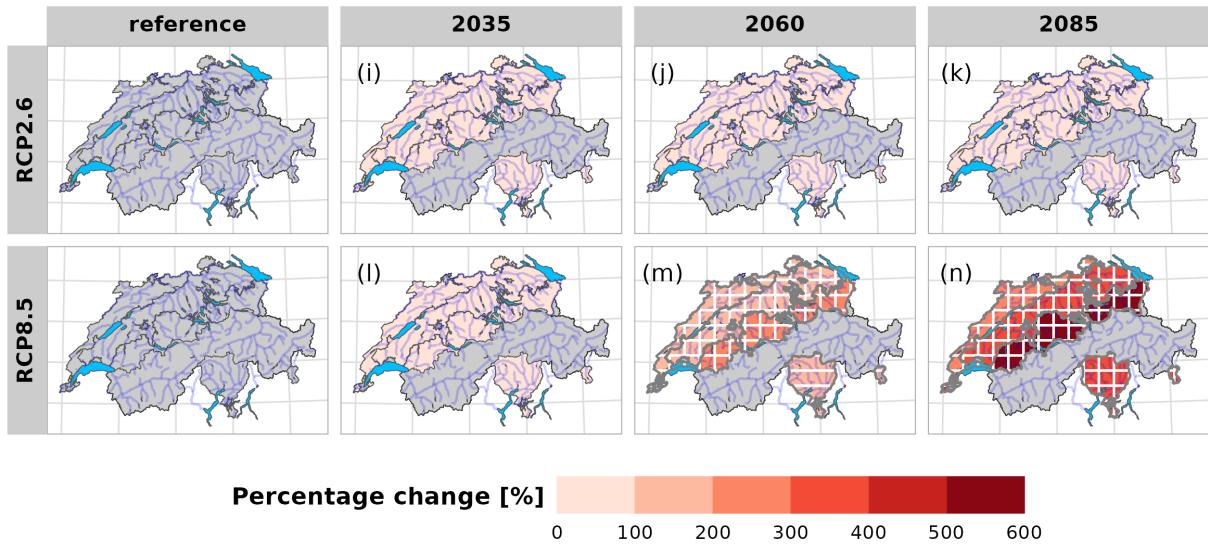 reference 2035 2060 2085
RCP2.6
(i) (j) (k)
RCP8.5
(l) (m) (n)
Percentage change [%]
0 100 200 300 400 500 600